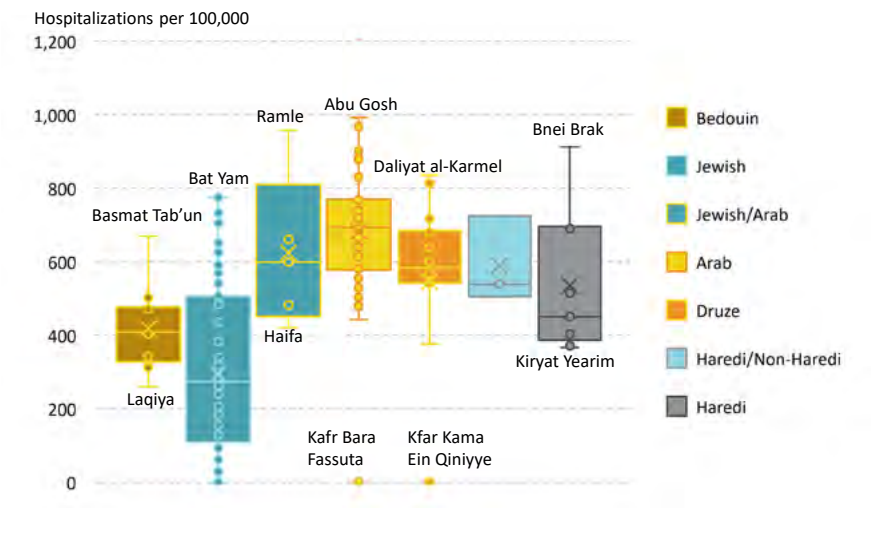 Hospitalizations per 100,000
1,200
1,000
800
600
400
200
0
Basmat Tab’un
Laqiya
Bat Yam
Ramle
Haifa
Abu Gosh
Kafr Bara
Fassuta
Daliyat al-Karmel
Kfar Kama
Ein Qiniyye
Bnei Brak
Kiryat Yearim
Bedouin
Jewish
Jewish/Arab
Arab
Druze
Haredi/Non-Haredi
Haredi